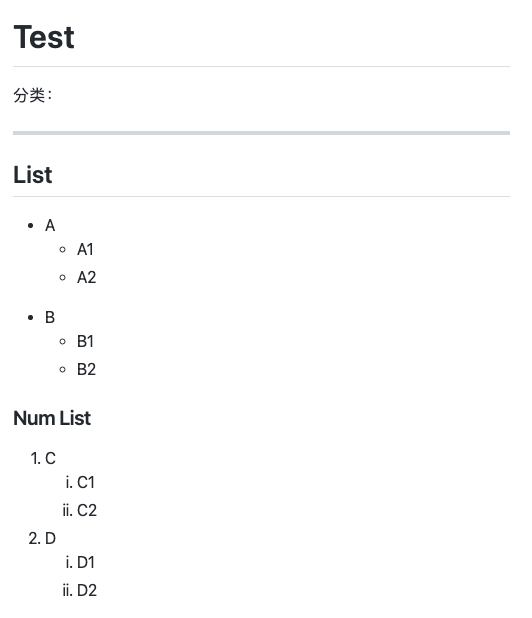 Test
分类：
List
• A
◦ A1
◦ A2
• B
◦ B1
◦ B2
Num List
1. C
i. C1
ii. C2
2. D
i. D1
ii. D2